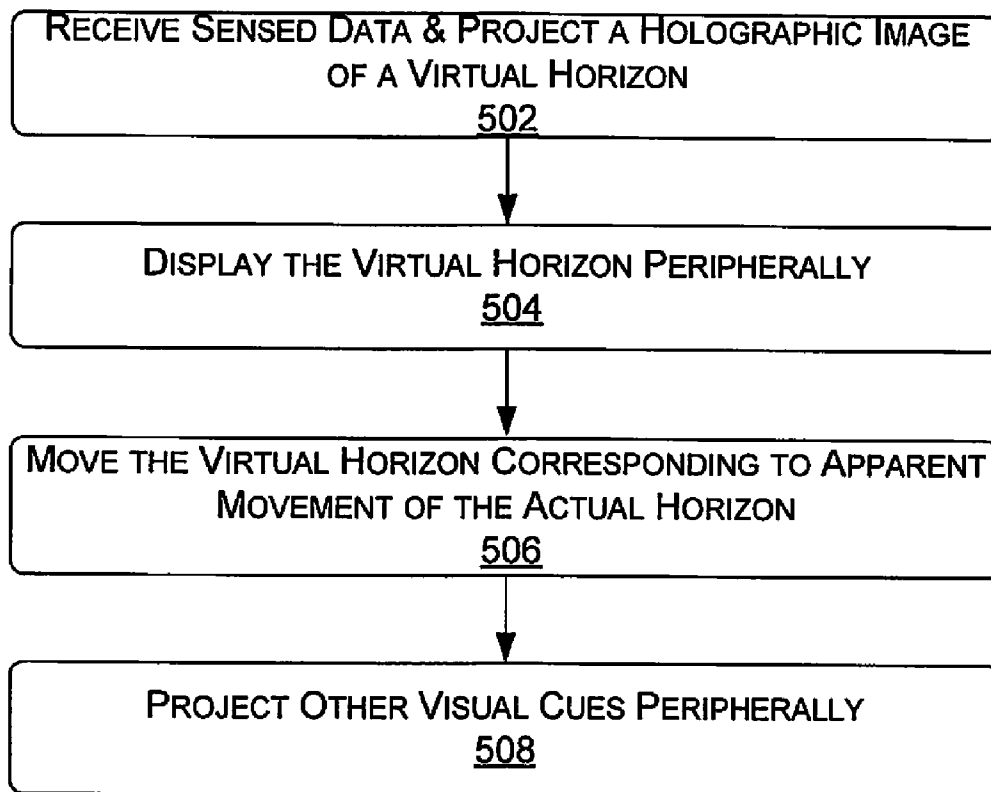 RECEIVE SENSED DATA & PROJECT A HOLOGRAPHIC IMAGE
OF A VIRTUAL HORIZON
502
DISPLAY THE VIRTUAL HORIZON PERIPHERALLY
504
MOVE THE VIRTUAL HORIZON CORRESPONDING TO APPARENT
MOVEMENT OF THE ACTUAL HORIZON
506
PROJECT OTHER VISUAL CUES PERIPHERALLY
508